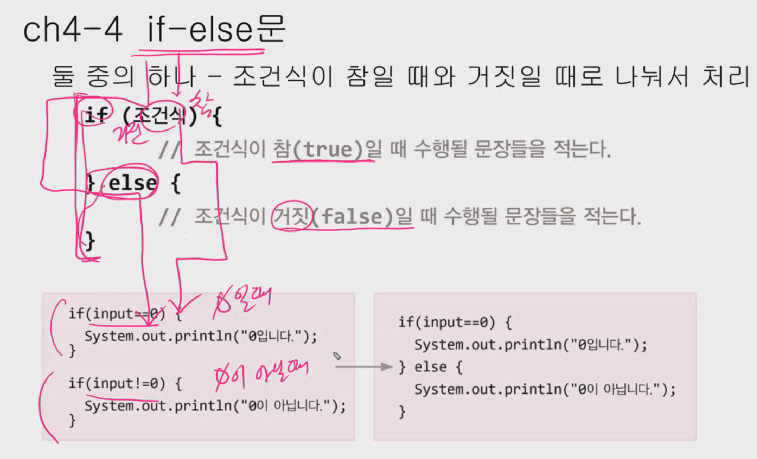 ch4-4 if-else문
둘 중의 하나 - 조건식이 참일 때와 거짓일 때로 나눠서 처리
참
if (조건식) {
거짓
// 조건식이 참(true)일 때 수행될 문장들을 적는다.
} else {
// 조건식이 거짓(false)일 때 수행될 문장들을 적는다.
}
if(input==0) { 0일때
System.out.println("0입니다.");
}
if(input!=0) { 0이 아닐때
System.out.println("0이 아닙니다.");
}
if(input==0) {
System.out.println("0입니다.");
} else {
System.out.println("0이 아닙니다.");
}